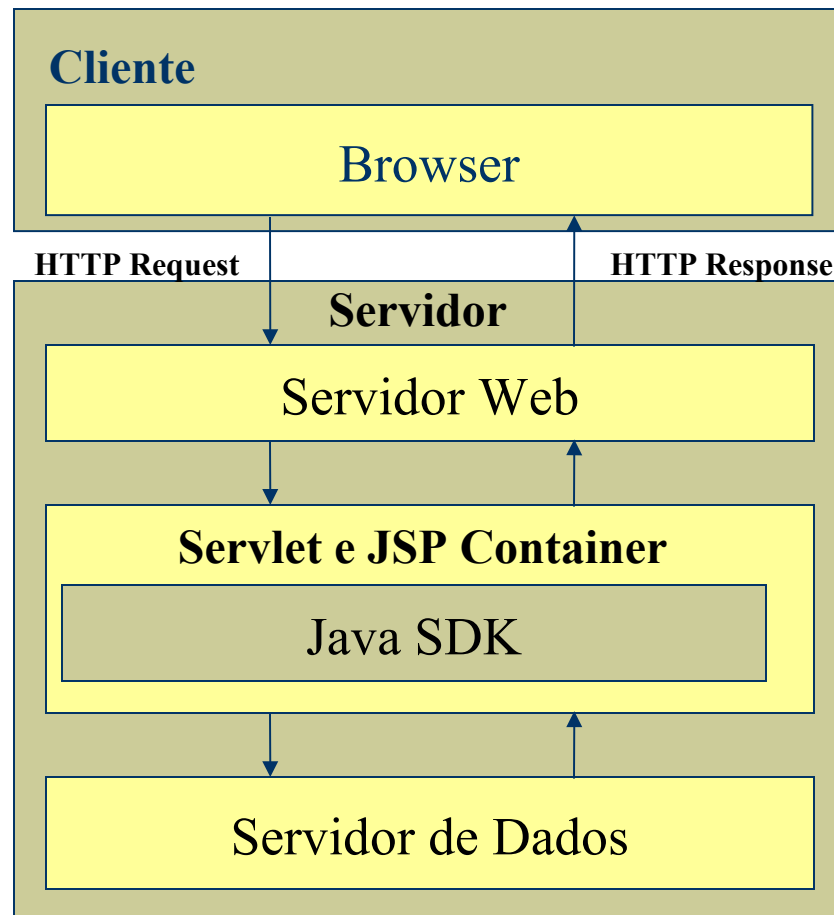 Cliente
Browser
HTTP Request
HTTP Response
Servidor
Servidor Web
Servlet e JSP Container
Java SDK
Servidor de Dados